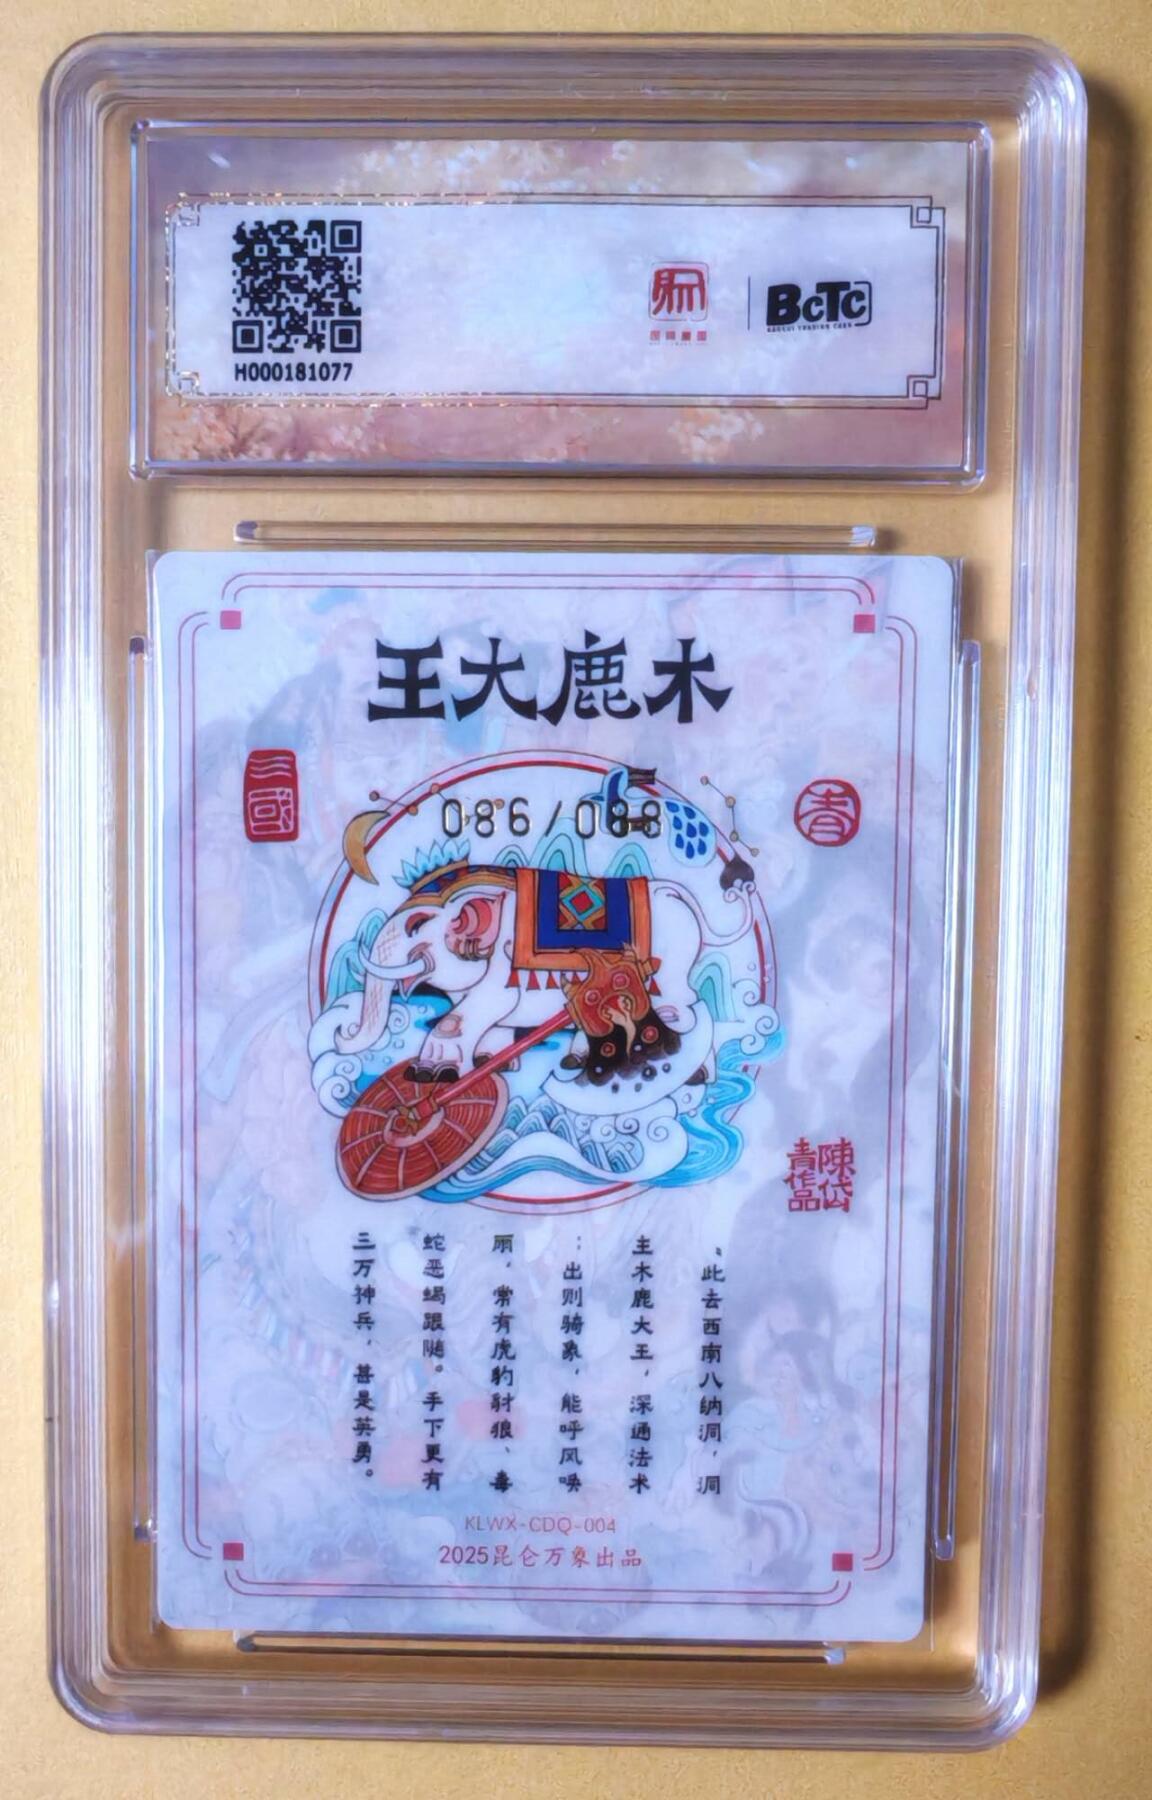 H000181077
BcTc
木鹿大王
三國
青
086/088
陳岱
青作品
“此去西南八纳洞，洞
主木鹿大王，深通法术
：出则骑象，能呼风唤
雨，常有虎豹豺狼、毒
蛇恶蝎跟随。手下更有
三万神兵，甚是英勇。
KLWX-CDQ-004
2025昆仑万象出品